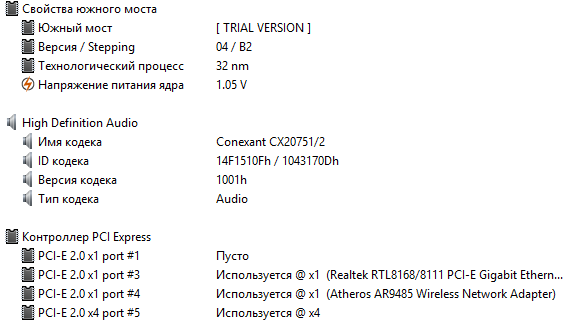 Свойства южного моста
Южный мост [ TRIAL VERSION ]
Версия / Stepping 04 / B2
Технологический процесс 32 nm
Напряжение питания ядра 1.05 V
High Definition Audio
Имя кодека Conexant CX20751/2
ID кодека 14F1510Fh / 1043170Dh
Версия кодека 1001h
Тип кодека Audio
Контроллер PCI Express
PCI-E 2.0 x1 port #1 Пусто
PCI-E 2.0 x1 port #3 Используется @ x1 (Realtek RTL8168/8111 PCI-E Gigabit Ethern...
PCI-E 2.0 x1 port #4 Используется @ x1 (Atheros AR9485 Wireless Network Adapter)
PCI-E 2.0 x4 port #5 Используется @ x4